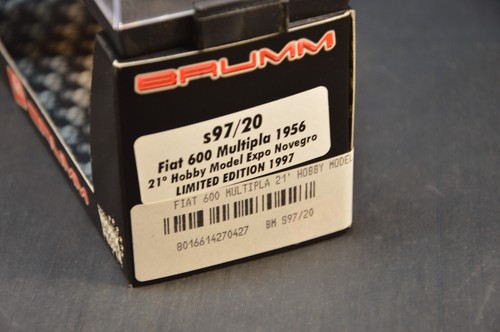 BRUMM
s97/20
Fiat 600 Multipla 1956
21° Hobby Model Expo Novegro
LIMITED EDITION 1997
FIAT 600 MULTIPLA 21' HOBBY MODEL
8016614270427 BM S97/20